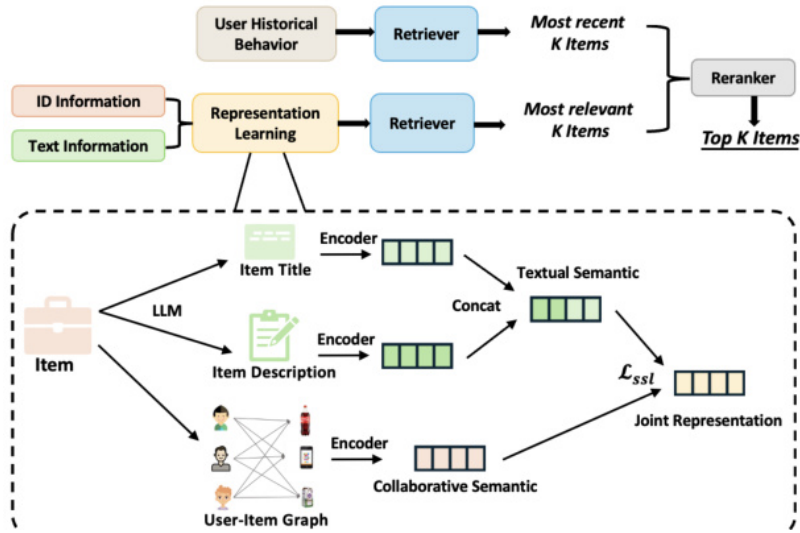 User Historical
Behavior
Retriever
Most recent
K Items
Reranker
Top K Items
ID Information
Text Information
Representation
Learning
Retriever
Most relevant
K Items
Item
LLM
Item Title
Encoder
Item Description
Encoder
Concat
Textual Semantic
ℒssl
Joint Representation
User-Item Graph
Encoder
Collaborative Semantic